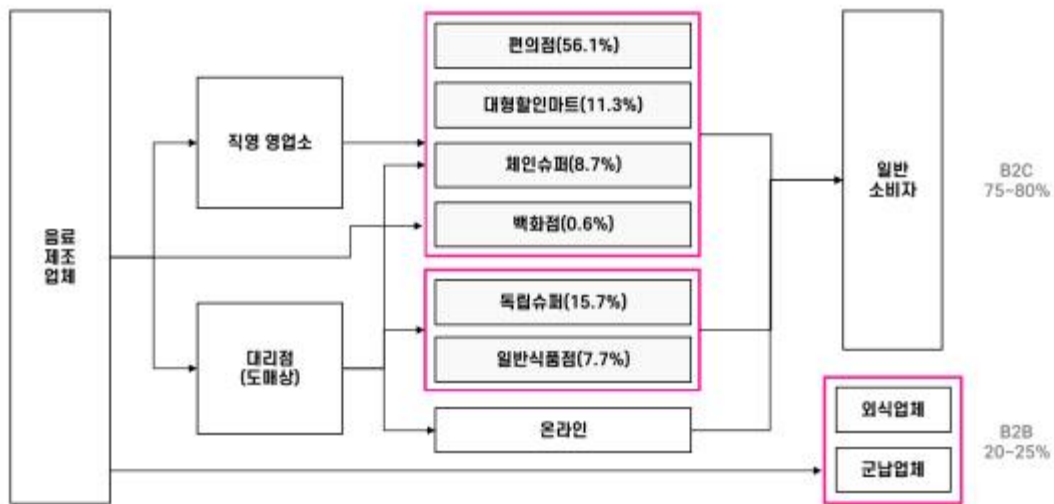 음료
제조
업체
직영 영업소
대리점
(도매상)
편의점(56.1%)
대형할인마트(11.3%)
체인슈퍼(8.7%)
백화점(0.6%)
독립슈퍼(15.7%)
일반식품점(7.7%)
온라인
일반
소비자
B2C
75~80%
외식업체
군납업체
B2B
20~25%